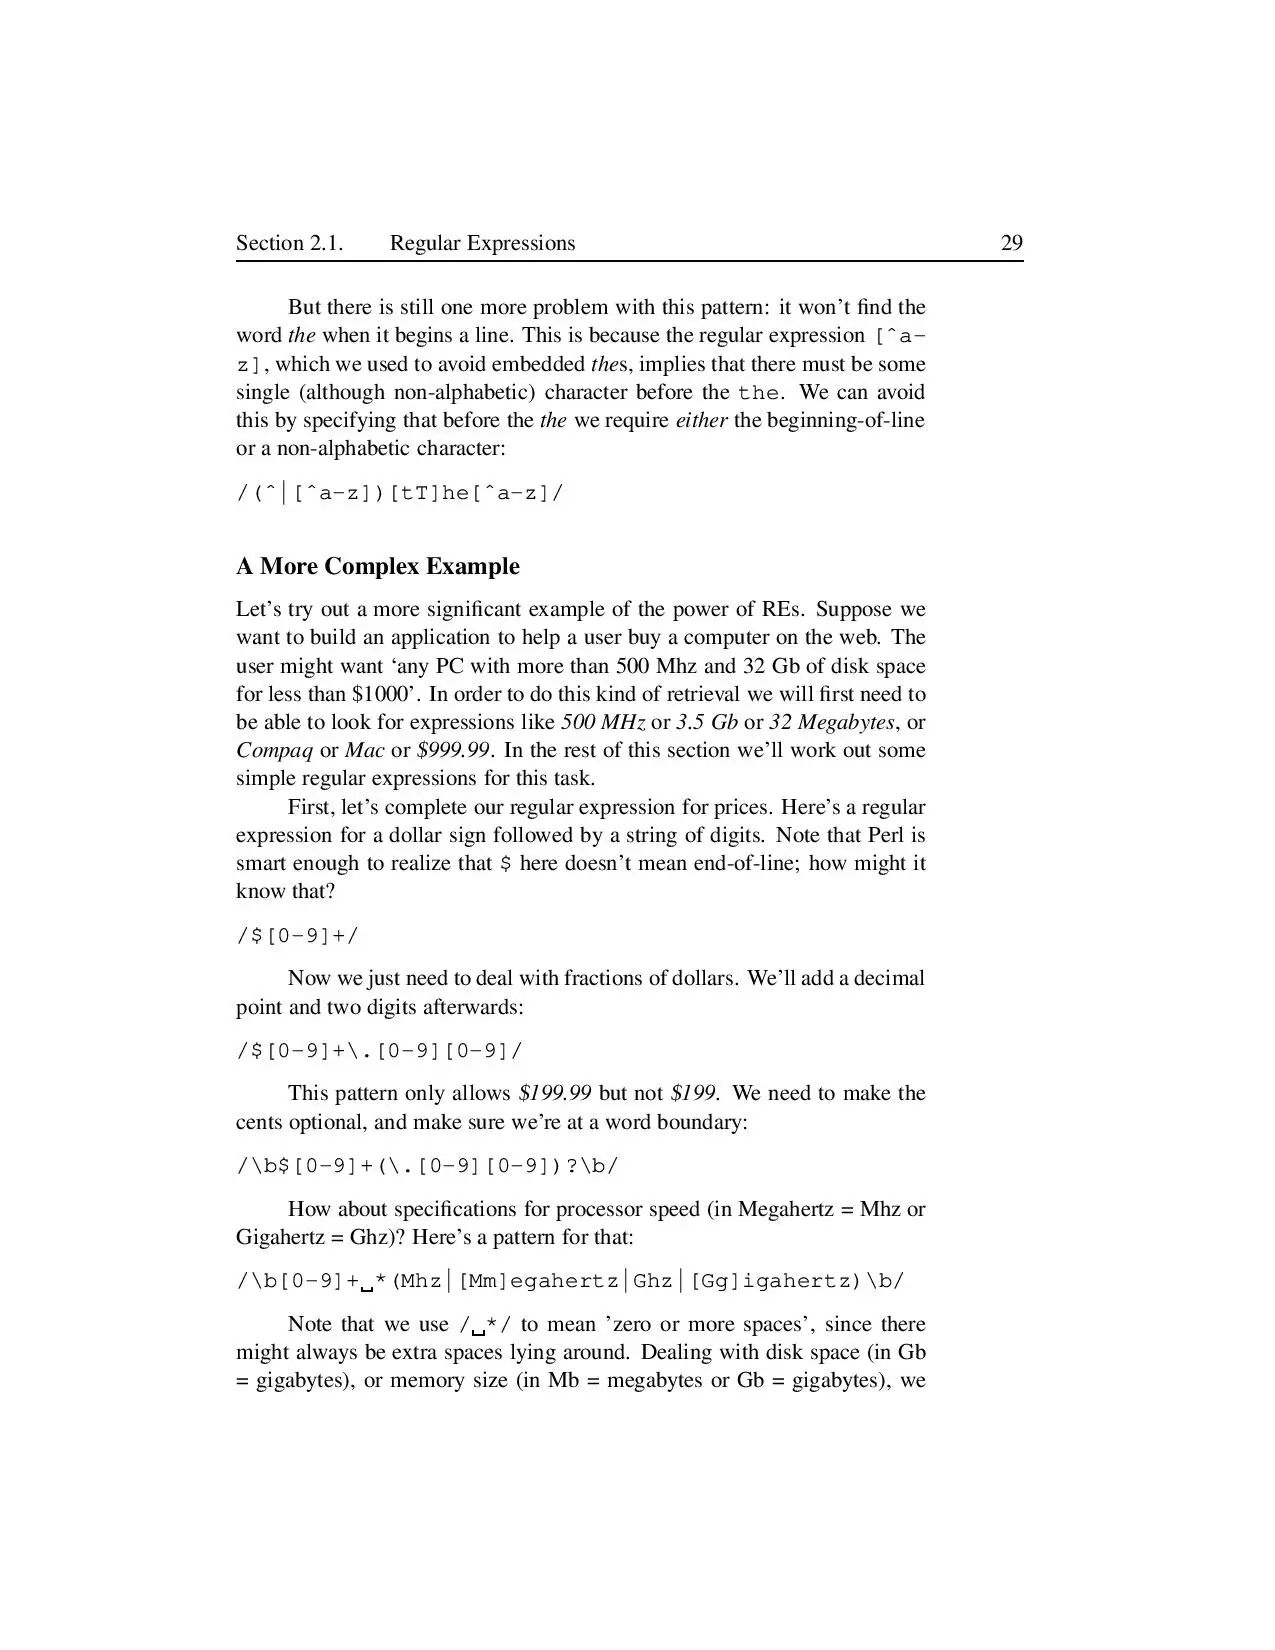 Section 2.1. Regular Expressions 29
But there is still one more problem with this pattern: it won’t find the
word the when it begins a line. This is because the regular expression [ˆa-
z], which we used to avoid embedded thes, implies that there must be some
single (although non-alphabetic) character before the the. We can avoid
this by specifying that before the the we require either the beginning-of-line
or a non-alphabetic character:
/(ˆ|[ˆa-z])[tT]he[ˆa-z]/
A More Complex Example
Let’s try out a more significant example of the power of REs. Suppose we
want to build an application to help a user buy a computer on the web. The
user might want ‘any PC with more than 500 Mhz and 32 Gb of disk space
for less than $1000’. In order to do this kind of retrieval we will first need to
be able to look for expressions like 500 MHz or 3.5 Gb or 32 Megabytes, or
Compaq or Mac or $999.99. In the rest of this section we’ll work out some
simple regular expressions for this task.
First, let’s complete our regular expression for prices. Here’s a regular
expression for a dollar sign followed by a string of digits. Note that Perl is
smart enough to realize that $ here doesn’t mean end-of-line; how might it
know that?
/$[0-9]+/
Now we just need to deal with fractions of dollars. We’ll add a decimal
point and two digits afterwards:
/$[0-9]+\.[0-9][0-9]/
This pattern only allows $199.99 but not $199. We need to make the
cents optional, and make sure we’re at a word boundary:
/\b$[0-9]+(\.[0-9][0-9])?\b/
How about specifications for processor speed (in Megahertz = Mhz or
Gigahertz = Ghz)? Here’s a pattern for that:
/\b[0-9]+␣*(Mhz|[Mm]egahertz|Ghz|[Gg]igahertz)\b/
Note that we use /␣*/ to mean ’zero or more spaces’, since there
might always be extra spaces lying around. Dealing with disk space (in Gb
= gigabytes), or memory size (in Mb = megabytes or Gb = gigabytes), we